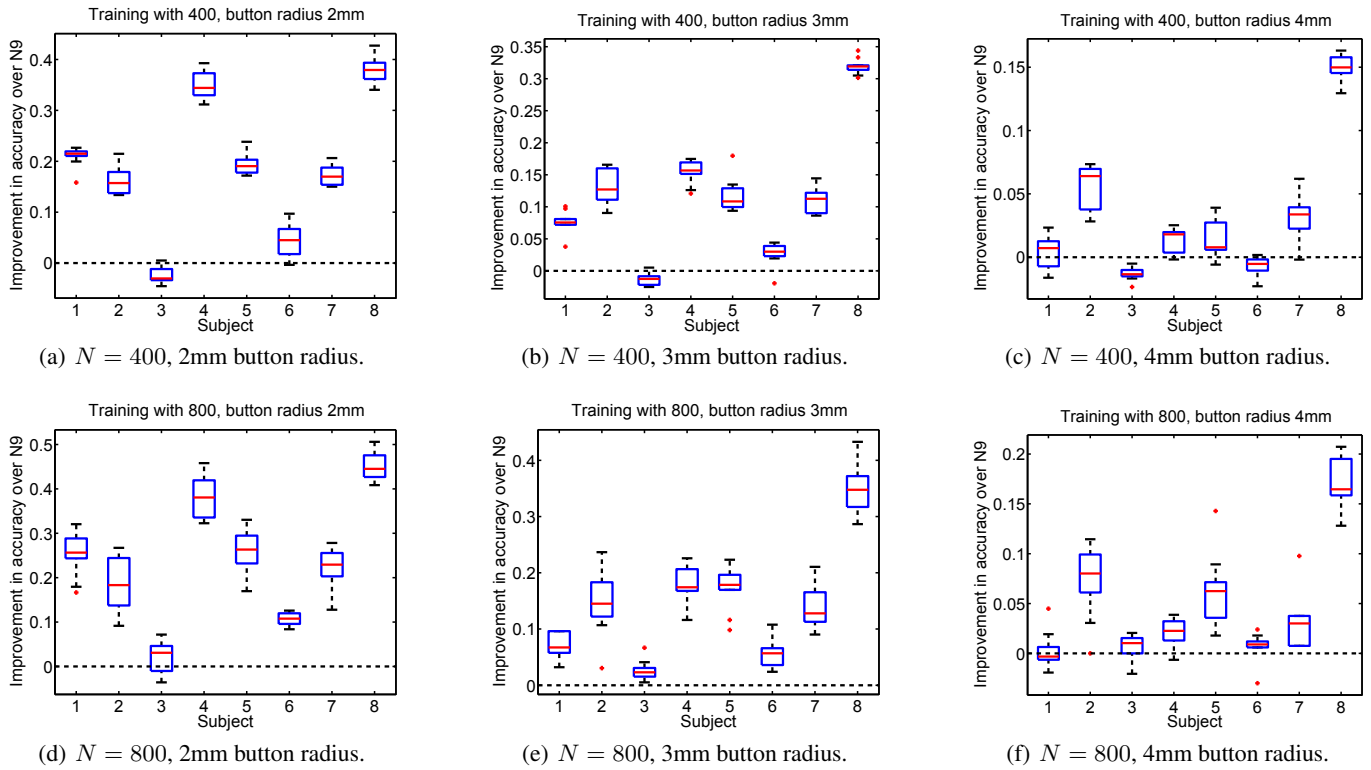 Training with 400, button radius 2mm
Improvement in accuracy over N9
0.4
0.3
0.2
0.1
0
1 2 3 4 5 6 7 8
Subject
(a) N = 400, 2mm button radius.
Training with 400, button radius 3mm
Improvement in accuracy over N9
0.35
0.3
0.25
0.2
0.15
0.1
0.05
0
1 2 3 4 5 6 7 8
Subject
(b) N = 400, 3mm button radius.
Training with 400, button radius 4mm
Improvement in accuracy over N9
0.15
0.1
0.05
0
1 2 3 4 5 6 7 8
Subject
(c) N = 400, 4mm button radius.
Training with 800, button radius 2mm
Improvement in accuracy over N9
0.5
0.4
0.3
0.2
0.1
0
1 2 3 4 5 6 7 8
Subject
(d) N = 800, 2mm button radius.
Training with 800, button radius 3mm
Improvement in accuracy over N9
0.4
0.3
0.2
0.1
0
1 2 3 4 5 6 7 8
Subject
(e) N = 800, 3mm button radius.
Training with 800, button radius 4mm
Improvement in accuracy over N9
0.2
0.15
0.1
0.05
0
1 2 3 4 5 6 7 8
Subject
(f) N = 800, 4mm button radius.